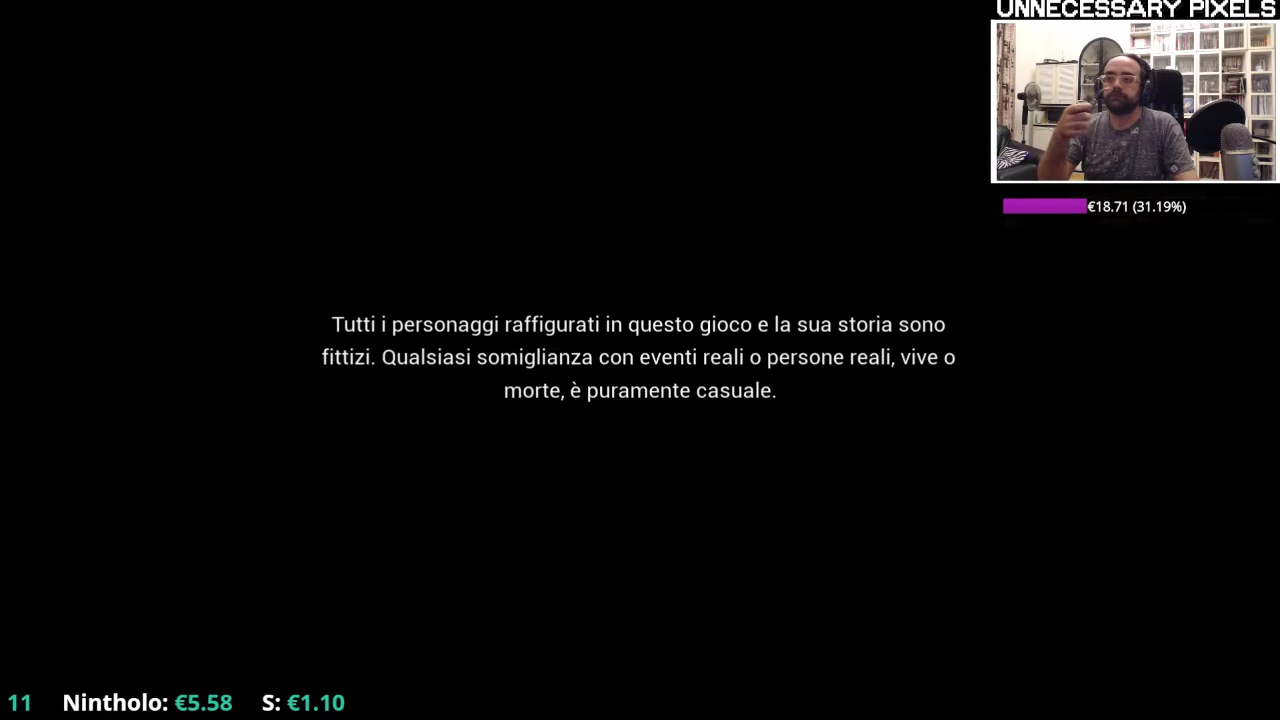 UNNECESSARY PIXELS
€18.71 (31.19%)
Tutti i personaggi raffigurati in questo gioco e la sua storia sono
fittizi. Qualsiasi somiglianza con eventi reali o persone reali, vive o
morte, è puramente casuale.
11 Nintholo: €5.58 S: €1.10